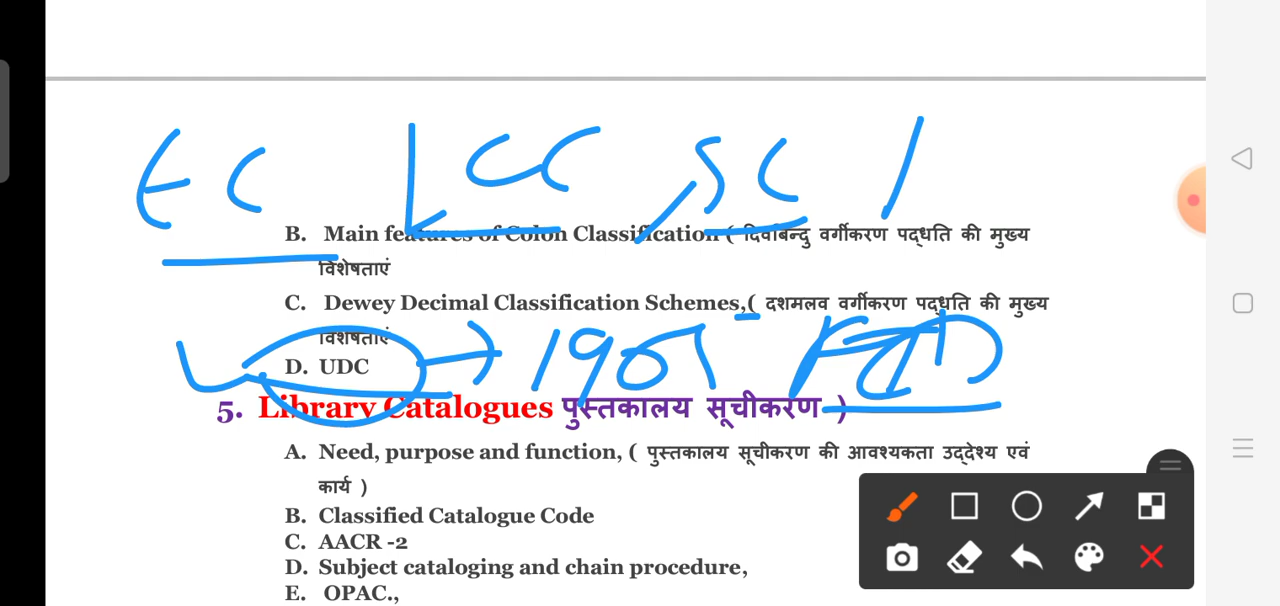 EC LCC, SC /
B. Main features of Colon Classification ( दिवबिन्दु वर्गीकरण पद्धति की मुख्य
विशेषताएं
C. Dewey Decimal Classification Schemes,( दशमलव वर्गीकरण पद्धति की मुख्य
विशेषताएं
D. UDC
1905
5. Library Catalogues पुस्तकालय सूचीकरण )
A. Need, purpose and function, ( पुस्तकालय सूचीकरण की आवश्यकता उद्देश्य एवं
कार्य )
B. Classified Catalogue Code
C. AACR -2
D. Subject cataloging and chain procedure,
E. OPAC.,